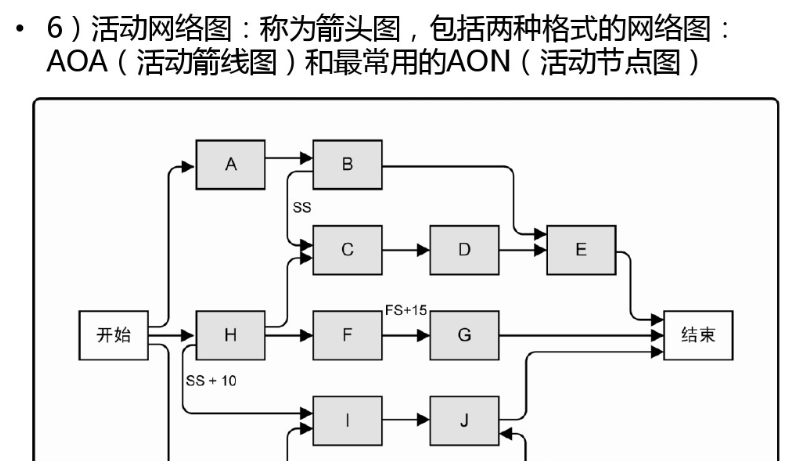 • 6）活动网络图：称为箭头图，包括两种格式的网络图：
AOA（活动箭线图）和最常用的AON（活动节点图）
A
B
SS
C
D
E
FS+15
开始
H
F
G
结束
SS + 10
I
J